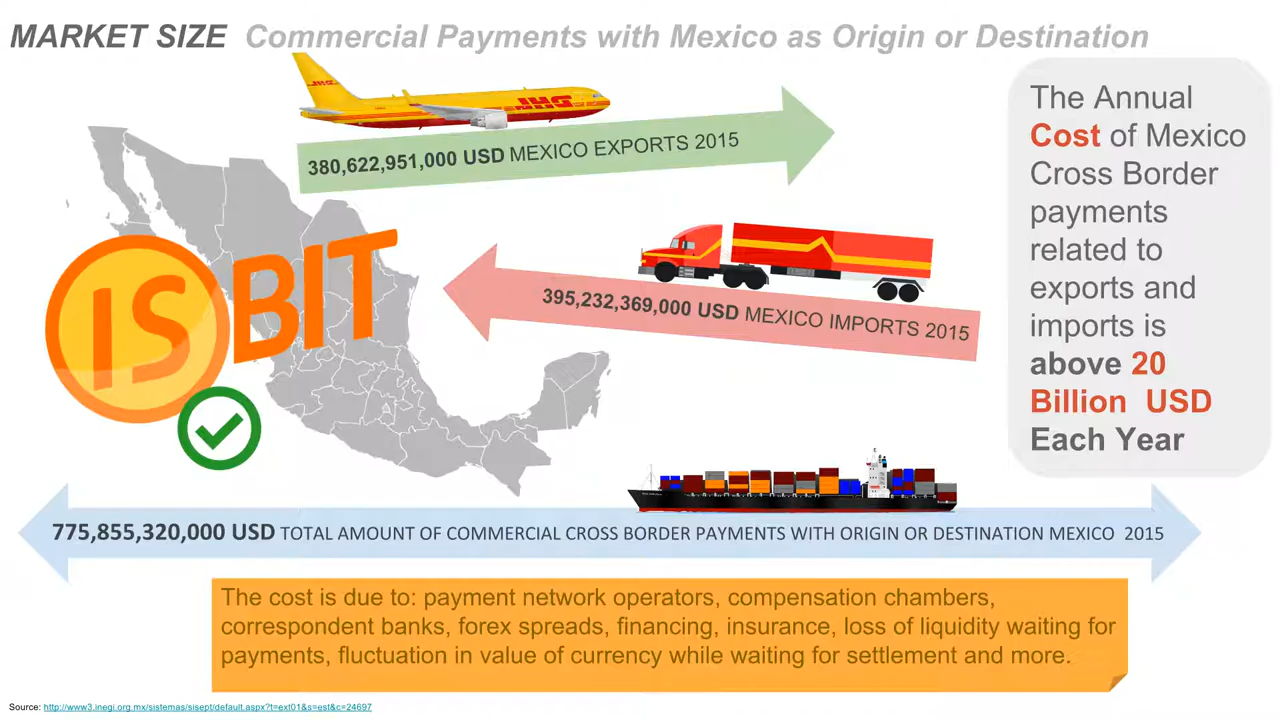 MARKET SIZE Commercial Payments with Mexico as Origin or Destination
DHL
380,622,951,000 USD MEXICO EXPORTS 2015
The Annual
Cost of Mexico
Cross Border
payments
related to
exports and
imports is
above 20
Billion USD
Each Year
ISBIT
395,232,369,000 USD MEXICO IMPORTS 2015
775,855,320,000 USD TOTAL AMOUNT OF COMMERCIAL CROSS BORDER PAYMENTS WITH ORIGIN OR DESTINATION MEXICO 2015
The cost is due to: payment network operators, compensation chambers,
correspondent banks, forex spreads, financing, insurance, loss of liquidity waiting for
payments, fluctuation in value of currency while waiting for settlement and more.
Source: http://www3.inegi.org.mx/sistemas/sisept/default.aspx?t=ext01&s=est&c=24697